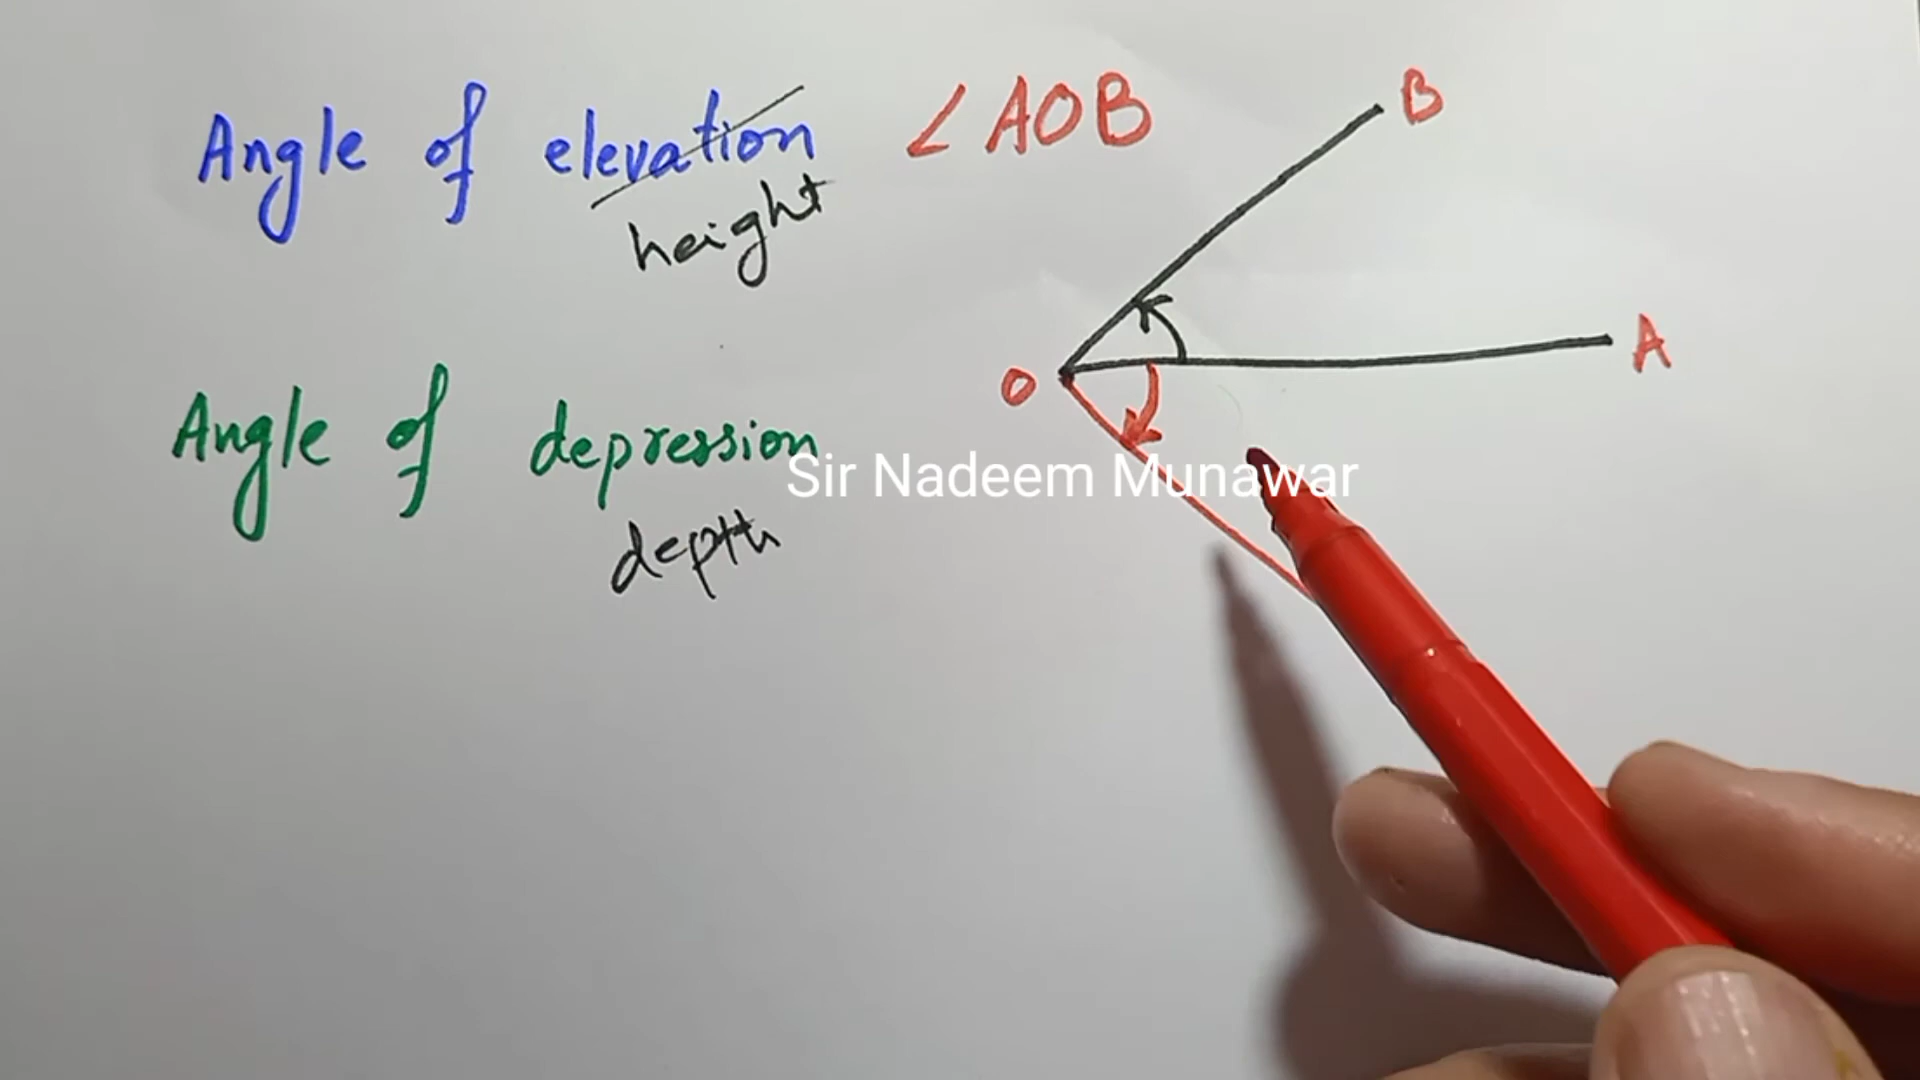 Angle of elevation ∠AOB
height
B
A
O
Angle of depression
Sir Nadeem Munawar
depth